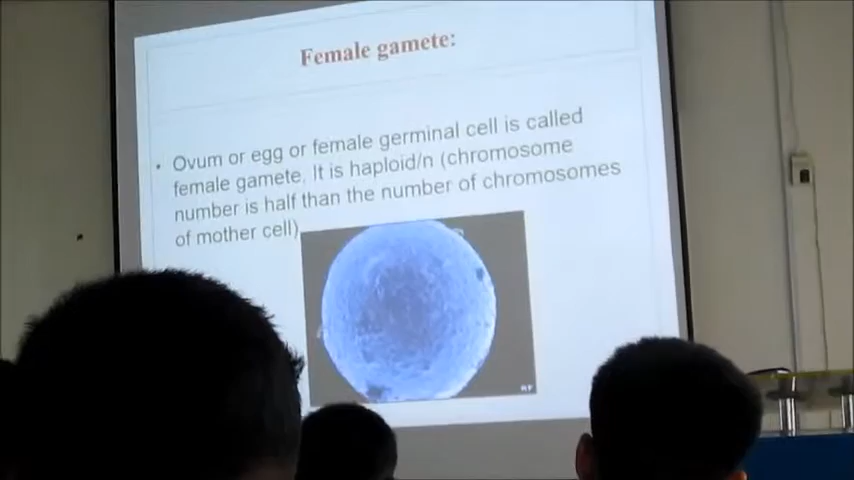 Female gamete:
• Ovum or egg or female germinal cell is called
female gamete. It is haploid/n (chromosome
number is half than the number of chromosomes
of mother cell)